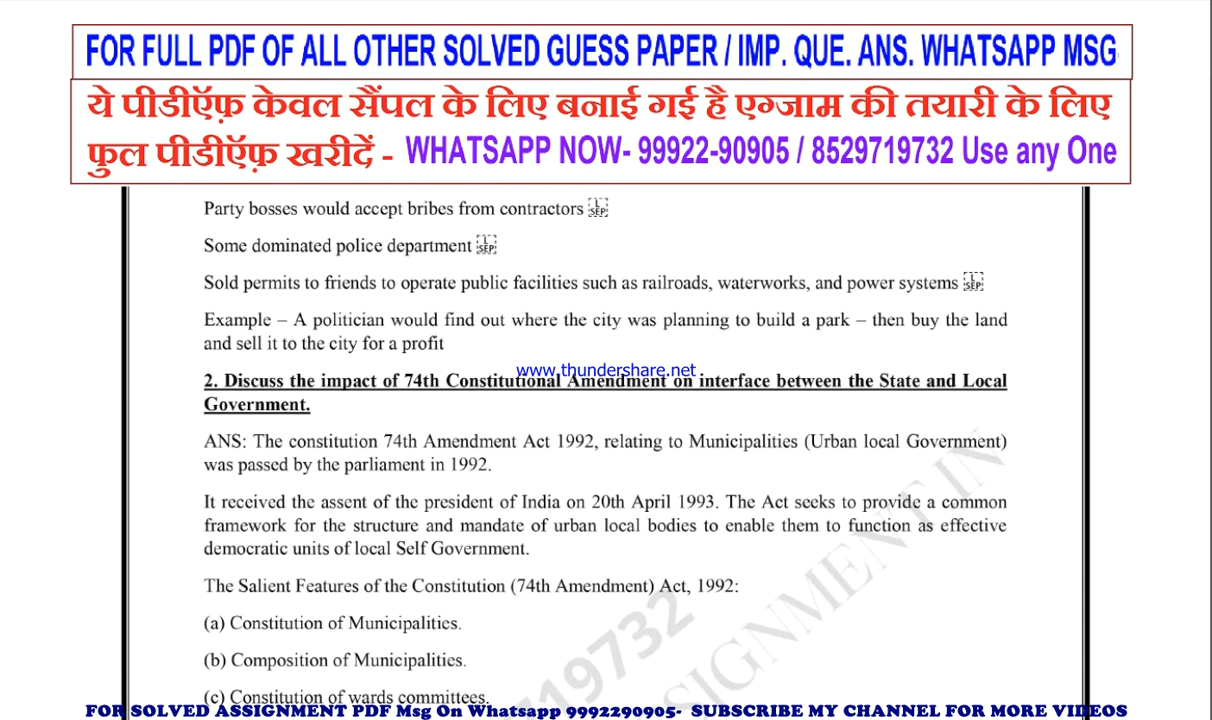 FOR FULL PDF OF ALL OTHER SOLVED GUESS PAPER / IMP. QUE. ANS. WHATSAPP MSG
ये पीडीऍफ़ केवल सैंपल के लिए बनाई गई है एग्जाम की तयारी के लिए
फुल पीडीऍफ़ खरीदें - WHATSAPP NOW- 99922-90905 / 8529719732 Use any One
Party bosses would accept bribes from contractors L SEP
Some dominated police department L SEP
Sold permits to friends to operate public facilities such as railroads, waterworks, and power systems L SEP
Example – A politician would find out where the city was planning to build a park – then buy the land
and sell it to the city for a profit
www.thundershare.net
2. Discuss the impact of 74th Constitutional Amendment on interface between the State and Local
Government.
ANS: The constitution 74th Amendment Act 1992, relating to Municipalities (Urban local Government)
was passed by the parliament in 1992.
It received the assent of the president of India on 20th April 1993. The Act seeks to provide a common
framework for the structure and mandate of urban local bodies to enable them to function as effective
democratic units of local Self Government.
The Salient Features of the Constitution (74th Amendment) Act, 1992:
(a) Constitution of Municipalities.
(b) Composition of Municipalities.
(c) Constitution of wards committees.
19732
SIGNMENT IN
FOR SOLVED ASSIGNMENT PDF Msg On Whatsapp 9992290905- SUBSCRIBE MY CHANNEL FOR MORE VIDEOS